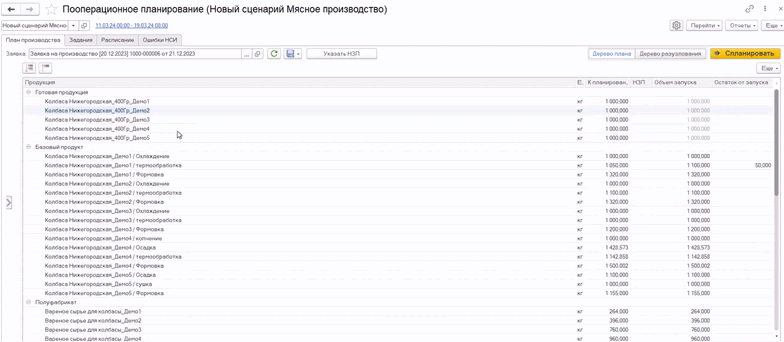 Пооперационное планирование (Новый сценарий Мясное производство)
Новый сценарий Мясно 11.03.24 00:00 - 19.03.24 08:00 Перейти Отчеты Еще
План производства Задания Расписание Ошибки НСИ
Заявка: Заявка на производство [20.12.2023] 1000-000006 от 21.12.2023 ... Указать НЗП Дерево плана Дерево разузлования Спланировать
Еще
Продукция Е.. К планирован.. НЗП Объем запуска Остаток от запуска
Готовая продукция
Колбаса Нижегородская_400Гр_Демо1 кг 1 000,000 1 000,000
Колбаса Нижегородская_400Гр_Демо2 кг 1 000,000 1 000,000
Колбаса Нижегородская_400Гр_Демо3 кг 1 000,000 1 000,000
Колбаса Нижегородская_400Гр_Демо4 кг 1 000,000 1 000,000
Колбаса Нижегородская_400Гр_Демо5 кг 1 000,000 1 000,000
Базовый продукт
Колбаса Нижегородская_Демо1 / Охлаждение кг 1 000,000 1 000,000
Колбаса Нижегородская_Демо1 / термообработка кг 1 050,000 1 100,000 50,000
Колбаса Нижегородская_Демо1 / Формовка кг 1 320,000 1 320,000
Колбаса Нижегородская_Демо2 / Охлаждение кг 1 000,000 1 000,000
Колбаса Нижегородская_Демо2 / термообработка кг 1 100,000 1 100,000
Колбаса Нижегородская_Демо2 / Формовка кг 1 320,000 1 320,000
Колбаса Нижегородская_Демо3 / Охлаждение кг 1 000,000 1 000,000
Колбаса Нижегородская_Демо3 / термообработка кг 1 000,000 1 000,000
Колбаса Нижегородская_Демо3 / Формовка кг 1 200,000 1 200,000
Колбаса Нижегородская_Демо4 / копчение кг 1 000,000 1 000,000
Колбаса Нижегородская_Демо4 / Осадка кг 1 428,573 1 428,573
Колбаса Нижегородская_Демо4 / термообработка кг 1 142,858 1 142,858
Колбаса Нижегородская_Демо4 / Формовка кг 1 500,002 1 500,002
Колбаса Нижегородская_Демо5 / Осадка кг 1 100,000 1 100,000
Колбаса Нижегородская_Демо5 / сушка кг 1 000,000 1 000,000
Колбаса Нижегородская_Демо5 / Формовка кг 1 155,000 1 155,000
Полуфабрикат
Вареное сырье для колбасы_Демо1 кг 264,000 264,000
Вареное сырье для колбасы_Демо2 кг 396,000 396,000
Вареное сырье для колбасы_Демо3 кг 760,000 760,000
Вареное сырье для колбасы_Демо4 кг 960,000 960,000